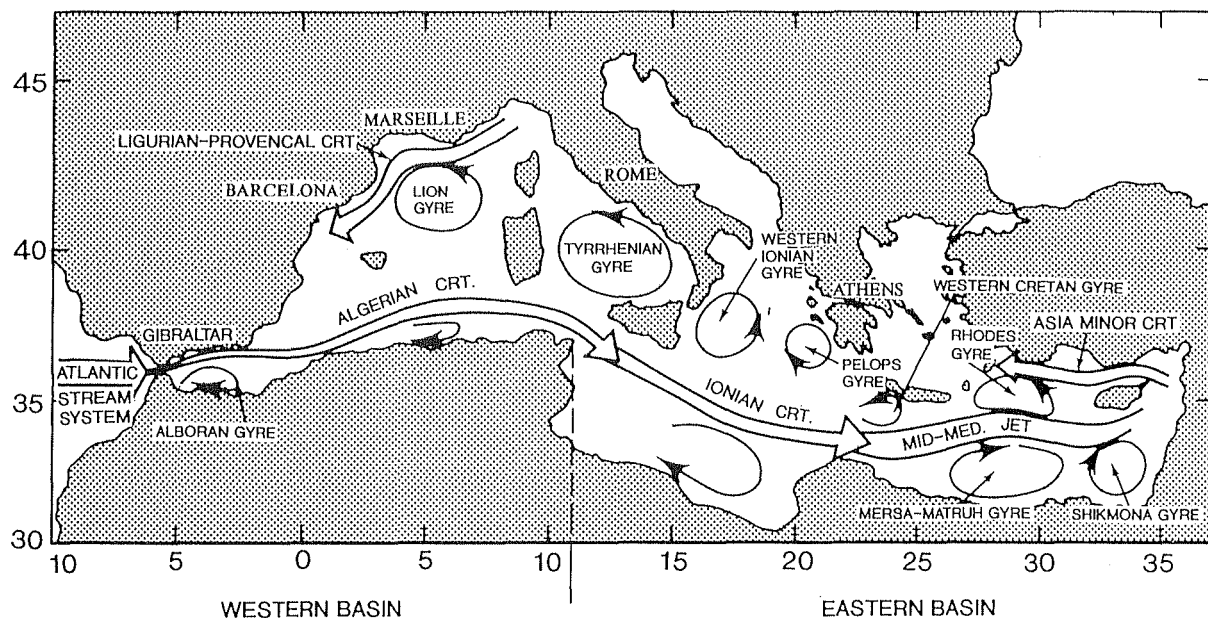 45
40
35
30
MARSEILLE
LIGURIAN-PROVENCAL CRT.
BARCELONA
LION
GYRE
ROME
TYRRHENIAN
GYRE
WESTERN
IONIAN
GYRE
ATHENS
WESTERN CRETAN GYRE
ALGERIAN CRT.
GIBRALTAR
RHODES
GYRE
ASIA MINOR CRT
ATLANTIC
STREAM
SYSTEM
PELOPS
GYRE
IONIAN CRT.
ALBORAN GYRE
MID-MED. JET
MERSA-MATRUH GYRE
SHIKMONA GYRE
10 5 0 5 10 15 20 25 30 35
WESTERN BASIN
EASTERN BASIN